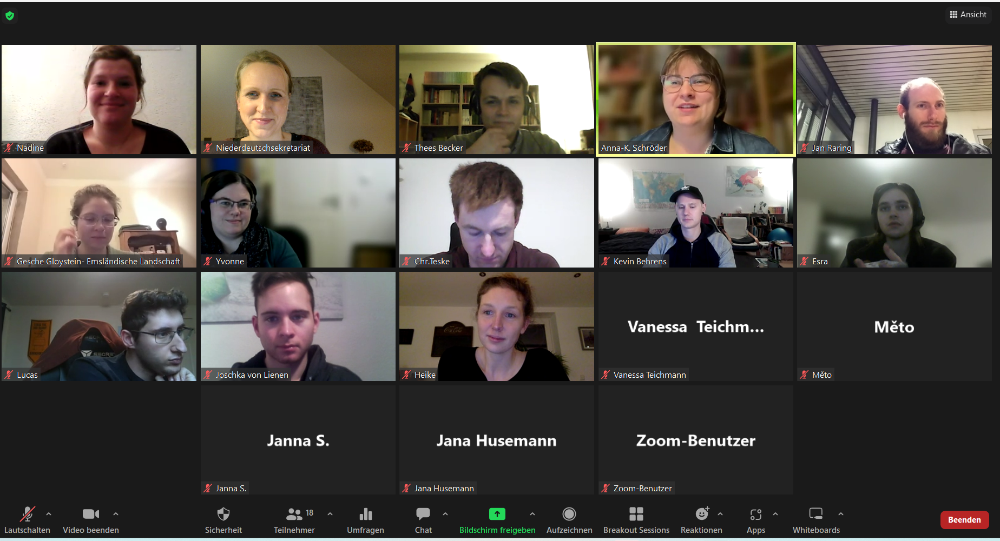 Ansicht
Nadine
Niederdeutschsekretariat
Thees Becker
Anna-K. Schröder
Jan Raring
Gesche Gloystein- Emsländische Landschaft
Yvonne
Chr.Teske
Kevin Behrens
Esra
SECRE
Coca-Cola
Vanessa Teichm...
Měto
Lucas
Joschka von Lienen
Heike
Vanessa Teichmann
Měto
Janna S.
Jana Husemann
Zoom-Benutzer
Janna S.
Jana Husemann
Zoom-Benutzer
18
Lautschalten
Video beenden
Sicherheit
Teilnehmer
Umfragen
Chat
Bildschirm freigeben
Aufzeichnen
Breakout Sessions
Reaktionen
Apps
Whiteboards
Beenden